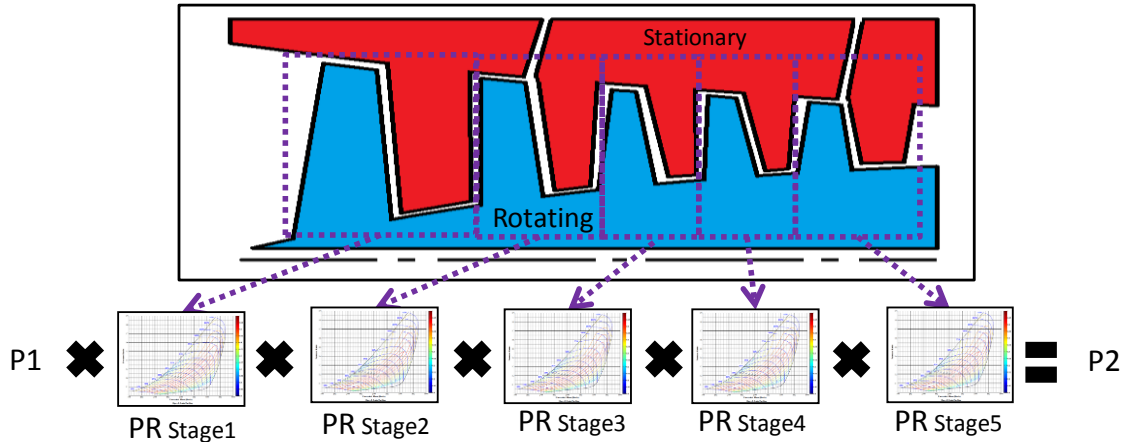 Stationary
Rotating
P1 ✖ ✖ ✖ ✖ ✖ = P2
PR Stage1 PR Stage2 PR Stage3 PR Stage4 PR Stage5